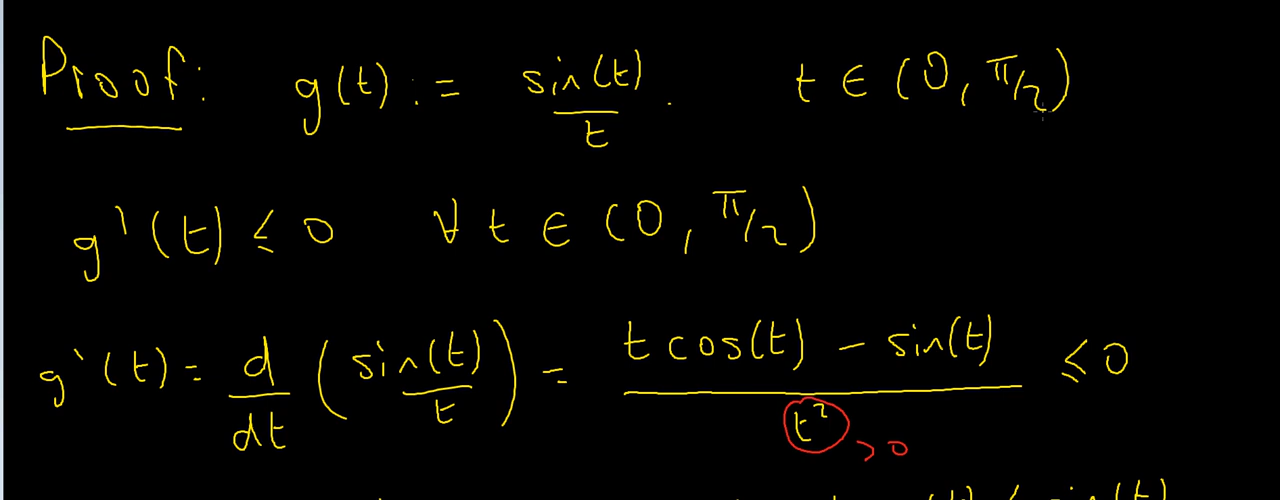 Proof: g(t) := sin(t)/t . t ∈ (0, π/2)
g'(t) ≤ 0 ∀ t ∈ (0, π/2)
g'(t) = d/dt (sin(t)/t) = (t cos(t) - sin(t))/t² ≤ 0
> 0